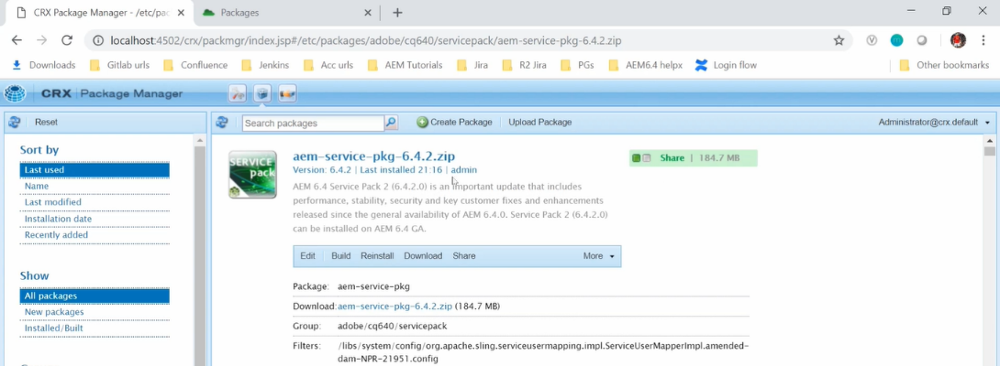 CRX Package Manager - /etc/pac
Packages
localhost:4502/crx/packmgr/index.jsp#/etc/packages/adobe/cq640/servicepack/aem-service-pkg-6.4.2.zip
Downloads Gitlab urls Confluence Jenkins Acc urls AEM Tutorials Jira R2 Jira PGs AEM6.4 helpx Login flow Other bookmarks
CRX | Package Manager
Reset
Search packages Create Package Upload Package Administrator@crx.default
Sort by
Last used
Name
Last modified
Installation date
Recently added
Show
All packages
New packages
Installed/Built
SERVICE
pack
aem-service-pkg-6.4.2.zip
Version: 6.4.2 | Last installed 21:16 | admin
Share | 184.7 MB
AEM 6.4 Service Pack 2 (6.4.2.0) is an important update that includes
performance, stability, security and key customer fixes and enhancements
released since the general availability of AEM 6.4.0. Service Pack 2 (6.4.2.0)
can be installed on AEM 6.4 GA.
Edit Build Reinstall Download Share More
Package: aem-service-pkg
Download: aem-service-pkg-6.4.2.zip (184.7 MB)
Group: adobe/cq640/servicepack
Filters: /libs/system/config/org.apache.sling.serviceusermapping.impl.ServiceUserMapperImpl.amended-
dam-NPR-21951.config